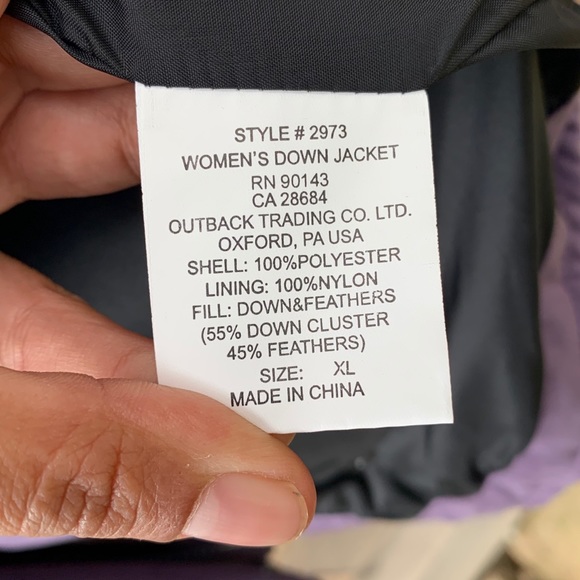 STYLE # 2973
WOMEN'S DOWN JACKET
RN 90143
CA 28684
OUTBACK TRADING CO. LTD.
OXFORD, PA USA
SHELL: 100%POLYESTER
LINING: 100%NYLON
FILL: DOWN&FEATHERS
(55% DOWN CLUSTER
45% FEATHERS)
SIZE: XL
MADE IN CHINA